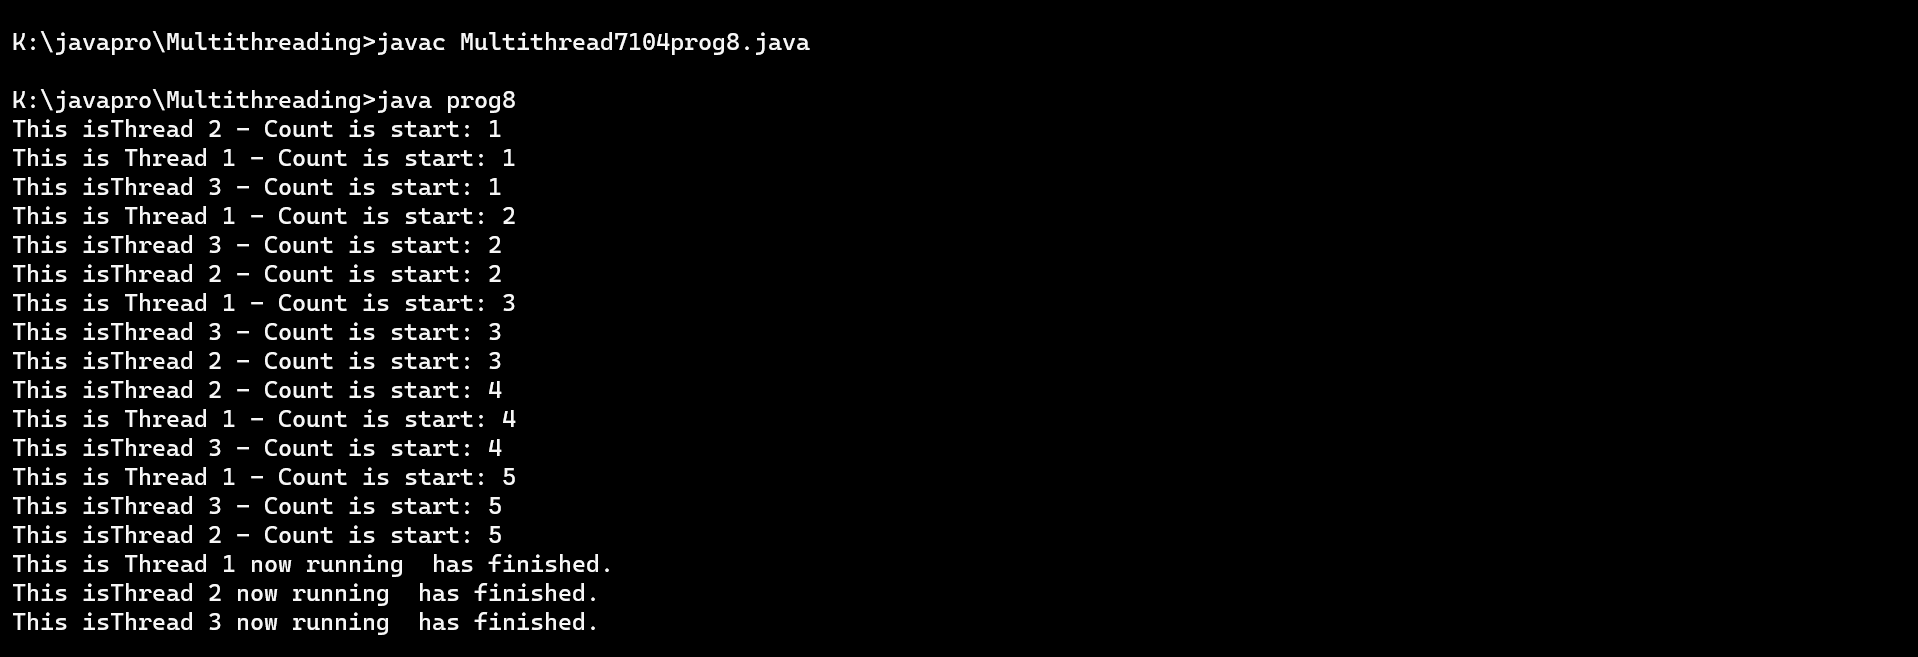 K:\javapro\Multithreading>javac Multithread7104prog8.java
K:\javapro\Multithreading>java prog8
This isThread 2 - Count is start: 1
This is Thread 1 - Count is start: 1
This isThread 3 - Count is start: 1
This is Thread 1 - Count is start: 2
This isThread 3 - Count is start: 2
This isThread 2 - Count is start: 2
This is Thread 1 - Count is start: 3
This isThread 3 - Count is start: 3
This isThread 2 - Count is start: 3
This isThread 2 - Count is start: 4
This is Thread 1 - Count is start: 4
This isThread 3 - Count is start: 4
This is Thread 1 - Count is start: 5
This isThread 3 - Count is start: 5
This isThread 2 - Count is start: 5
This is Thread 1 now running  has finished.
This isThread 2 now running  has finished.
This isThread 3 now running  has finished.